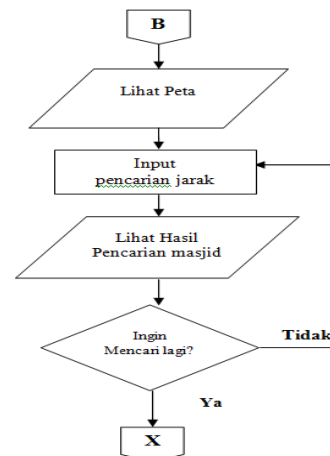 B
Lihat Peta
Input
pencarian jarak
Lihat Hasil
Pencarian masjid
Ingin
Mencari lagi?
Tidak
Ya
X